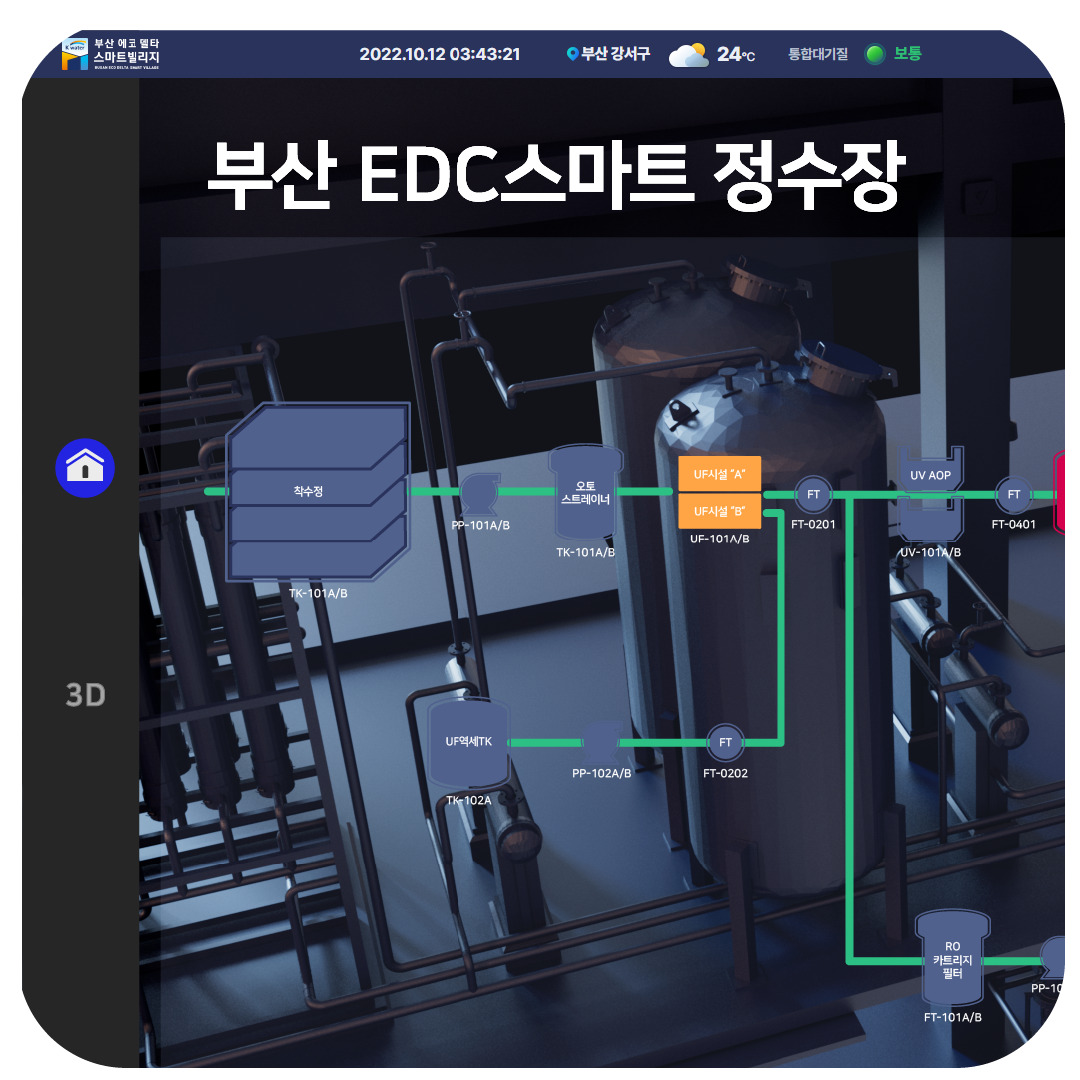 K water
부산 에코 델타
스마트빌리지
BUSAN ECO DELTA SMART VILLAGE
2022.10.12 03:43:21
부산 강서구
24°C
통합대기질
보통
부산 EDC스마트 정수장
착수정
TK-101A/B
PP-101A/B
오토
스트레이너
TK-101A/B
UF시설 “A”
UF시설 “B”
UF-101A/B
FT
FT-0201
UV AOP
UV-101A/B
FT
FT-0401
3D
UF역세TK
TK-102A
PP-102A/B
FT
FT-0202
RO
카트리지
필터
FT-101A/B
PP-10